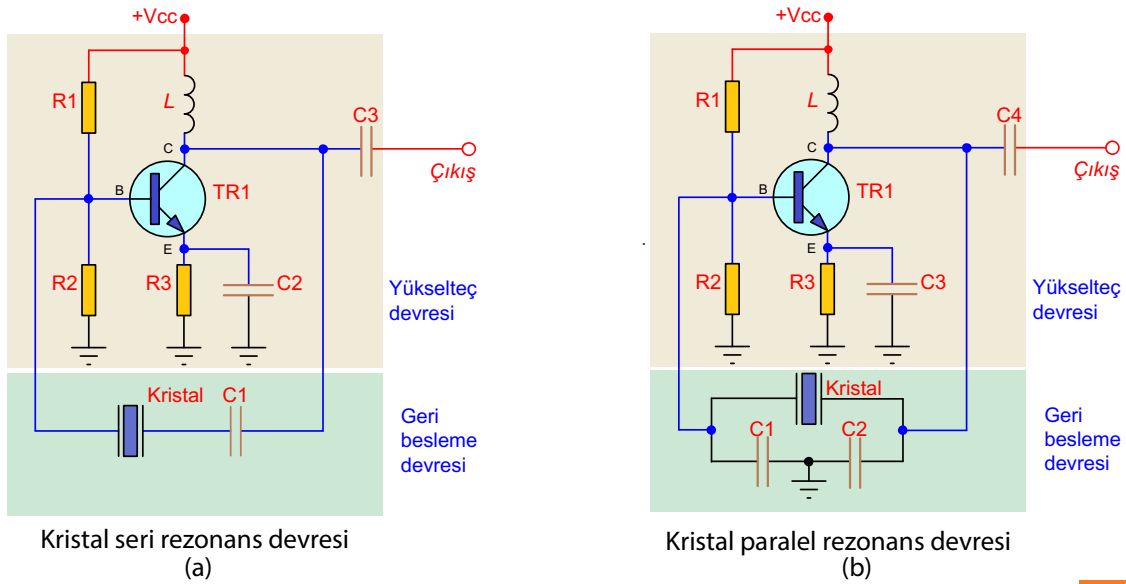 +Vcc
R1
L
C3
C
Çıkış
B
TR1
E
R2
R3
C2
Yükselteç
devresi
Kristal
C1
Geri
besleme
devresi
Kristal seri rezonans devresi
(a)
+Vcc
R1
L
C4
C
Çıkış
B
TR1
E
R2
R3
C3
Yükselteç
devresi
Kristal
C1
C2
Geri
besleme
devresi
Kristal paralel rezonans devresi
(b)